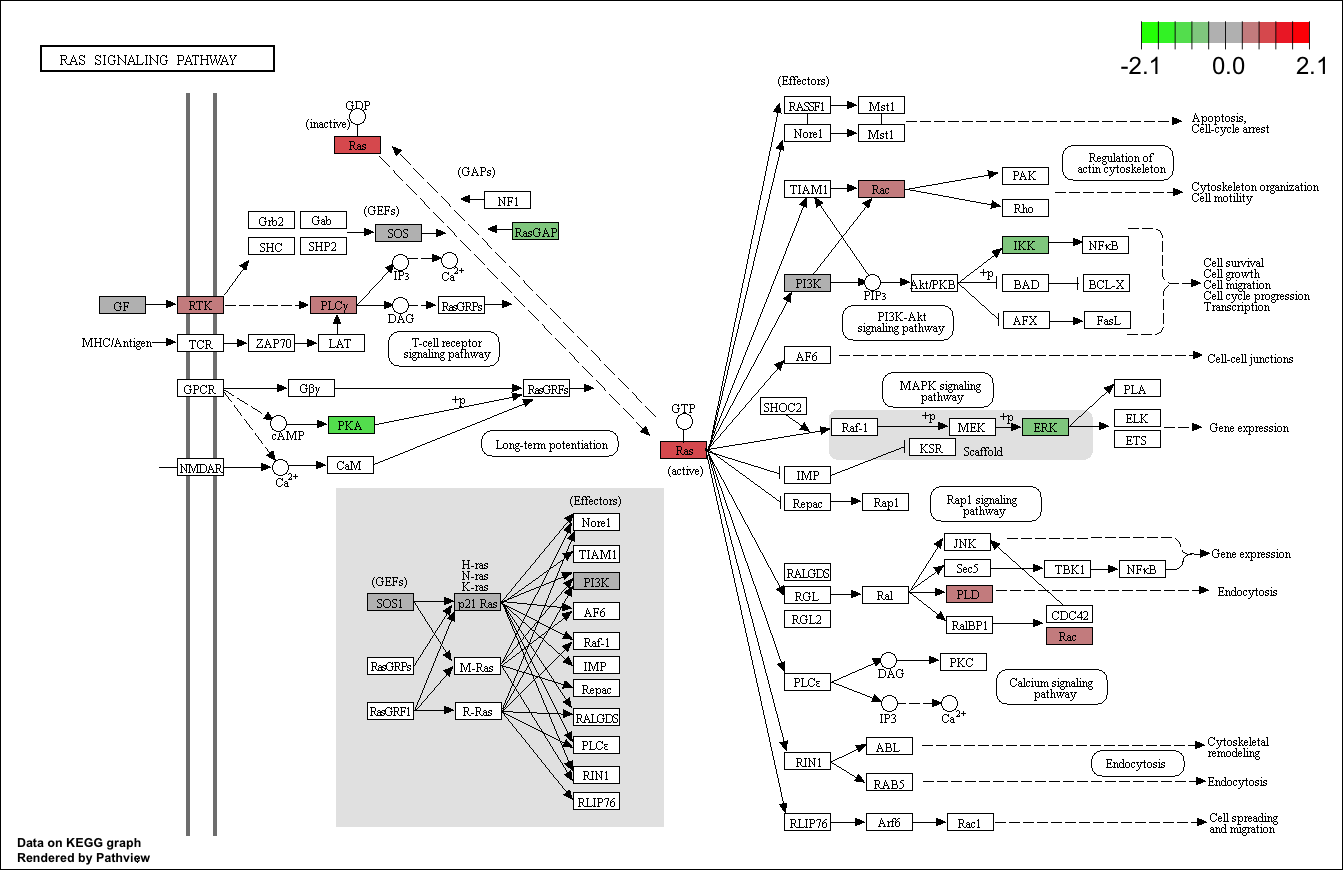 RAS SIGNALING PATHWAY
-2.1 0.0 2.1
GDP
(inactive)
Ras
(GAPs)
NF1
RasGAP
(GEFs)
SOS
Grb2
Gab
SHC
SHP2
IP3
Ca2+
GF
RTK
PLCγ
DAG
RasGRPs
MHC/Antigen
TCR
ZAP70
LAT
T-cell receptor
signaling pathway
GPCR
Gβγ
RasGRFs
+p
cAMP
PKA
Long-term potentiation
NMDAR
Ca2+
CaM
GTP
Ras
(active)
(Effectors)
RASSF1
Mst1
Nore1
Mst1
Apoptosis,
Cell-cycle arrest
Regulation of
actin cytoskeleton
TIAM1
Rac
PAK
Rho
Cytoskeleton organization
Cell motility
PI3K
PIP3
Akt/PKB
+p
IKK
NFκB
BAD
BCL-X
AFX
FasL
Cell survival
Cell growth
Cell migration
Cell cycle progression
Transcription
PI3K-Akt
signaling pathway
AF6
Cell-cell junctions
MAPK signaling
pathway
SHOC2
Raf-1
+p
MEK
+p
ERK
KSR
Scaffold
PLA
ELK
ETS
Gene expression
IMP
Repac
Rap1
Rap1 signaling
pathway
RALGDS
RGL
RGL2
Ral
JNK
Sec5
TBK1
NFκB
Gene expression
PLD
Endocytosis
RalBP1
CDC42
Rac
PLCε
DAG
PKC
IP3
Ca2+
Calcium signaling
pathway
RIN1
ABL
RAB5
Cytoskeletal
remodeling
Endocytosis
Endocytosis
RLIP76
Arf6
Rac1
Cell spreading
and migration
(Effectors)
Nore1
TIAM1
PI3K
AF6
Raf-1
IMP
Repac
RALGDS
PLCε
RIN1
RLIP76
(GEFs)
SOS1
RasGRPs
RasGRF1
H-ras
N-ras
K-ras
p21 Ras
M-Ras
R-Ras
Data on KEGG graph
Rendered by Pathview